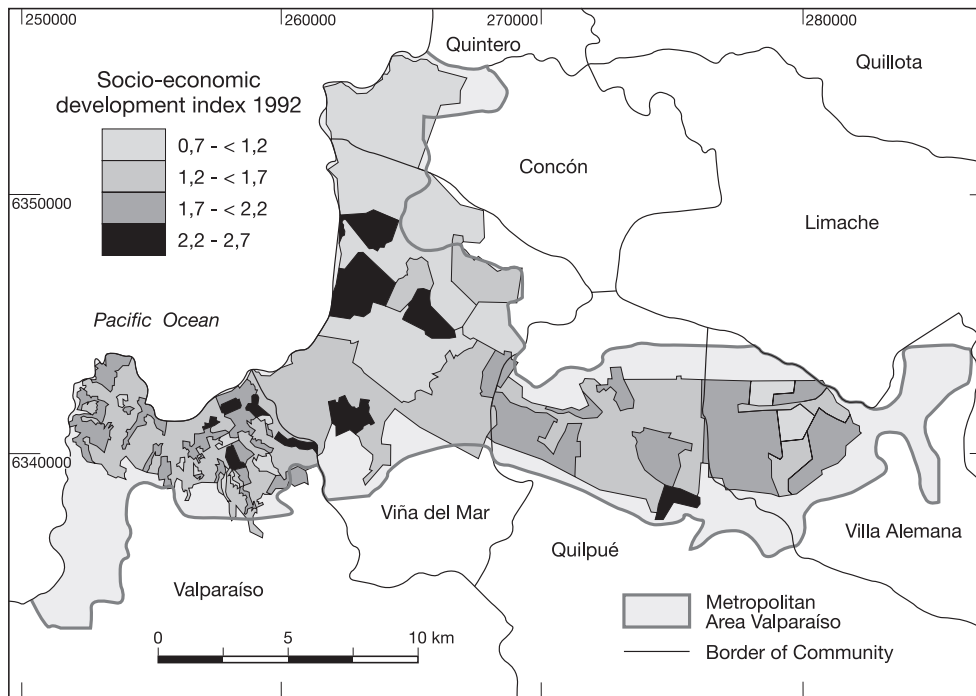 250000
260000
270000
280000
Quintero
Quillota
Socio-economic
development index 1992
0,7 - < 1,2
1,2 - < 1,7
1,7 - < 2,2
2,2 - 2,7
Concón
6350000
Limache
Pacific Ocean
6340000
Viña del Mar
Quilpué
Villa Alemana
Valparaíso
Metropolitan
Area Valparaíso
Border of Community
0 5 10 km